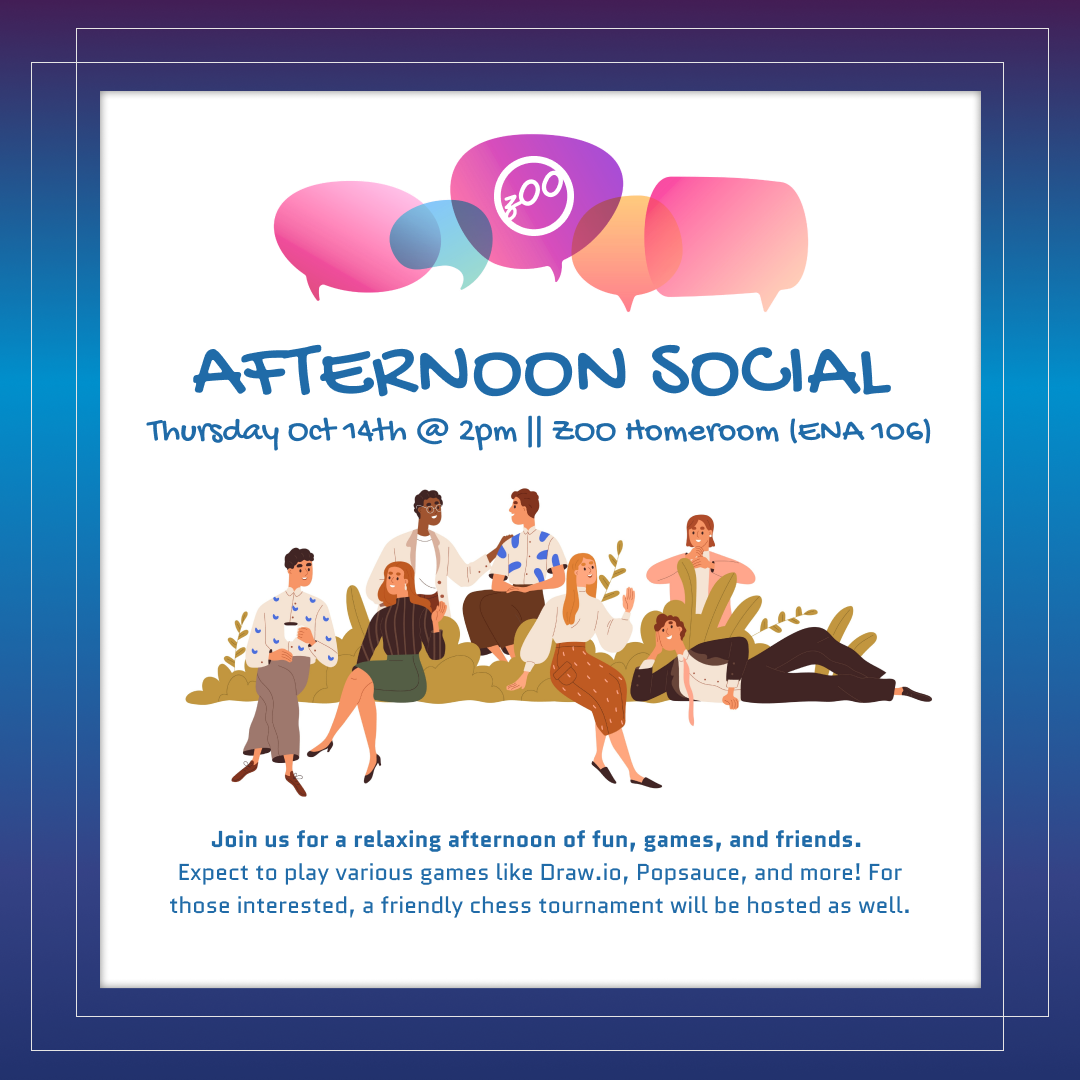 ZOO
AFTERNOON SOCIAL
Thursday Oct 14th @ 2pm || ZOO Homeroom (ENA 106)
Join us for a relaxing afternoon of fun, games, and friends.
Expect to play various games like Draw.io, Popsauce, and more! For
those interested, a friendly chess tournament will be hosted as well.